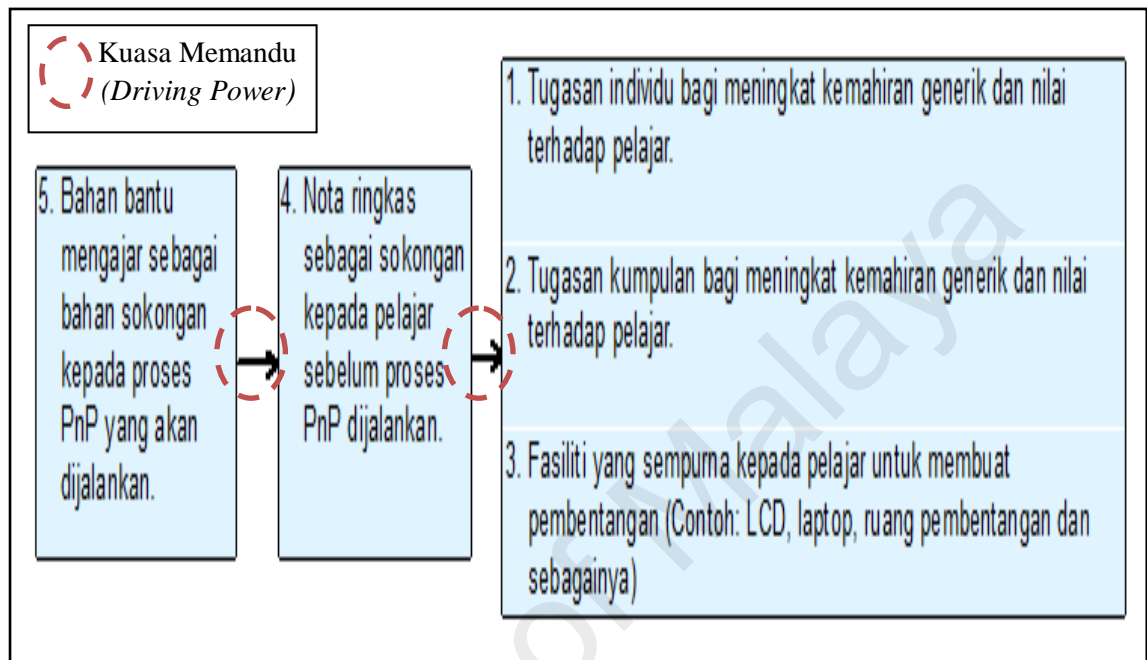 Kuasa Memandu
(Driving Power)
5. Bahan bantu
mengajar sebagai
bahan sokongan
kepada proses
PnP yang akan
dijalankan.
4. Nota ringkas
sebagai sokongan
kepada pelajar
sebelum proses
PnP dijalankan.
1. Tugasan individu bagi meningkat kemahiran generik dan nilai
terhadap pelajar.
2. Tugasan kumpulan bagi meningkat kemahiran generik dan nilai
terhadap pelajar.
3. Fasiliti yang sempurna kepada pelajar untuk membuat
pembentangan (Contoh: LCD, laptop, ruang pembentangan dan
sebagainya)
of Malaya